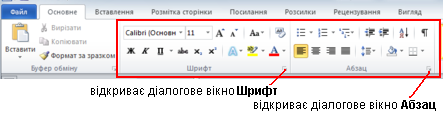 Файл Основне Вставлення Розмітка сторінки Посилання Розсилки Рецензування Вигляд
Вставити Вирізати Копіювати Формат за зразком
Calibri (Основн 11
Буфер обміну Шрифт Абзац
відкриває діалогове вікно Шрифт
відкриває діалогове вікно Абзац